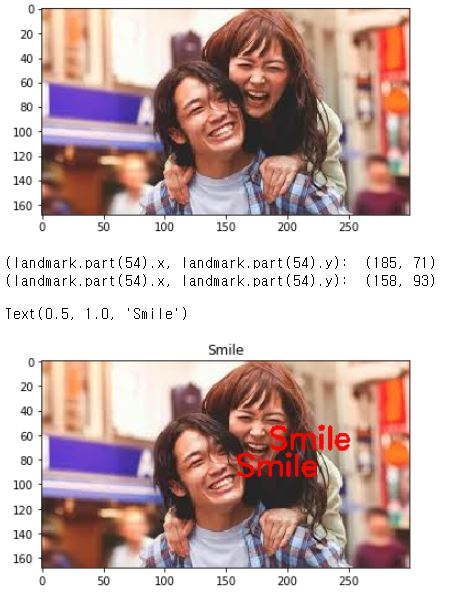 0
20
40
60
80
100
120
140
160
0 50 100 150 200 250
(landmark.part(54).x, landmark.part(54).y):  (185, 71)
(landmark.part(54).x, landmark.part(54).y):  (158, 93)
Text(0.5, 1.0, 'Smile')
Smile
0
20
40
60
80
100
120
140
160
Smile
Smile
0 50 100 150 200 250